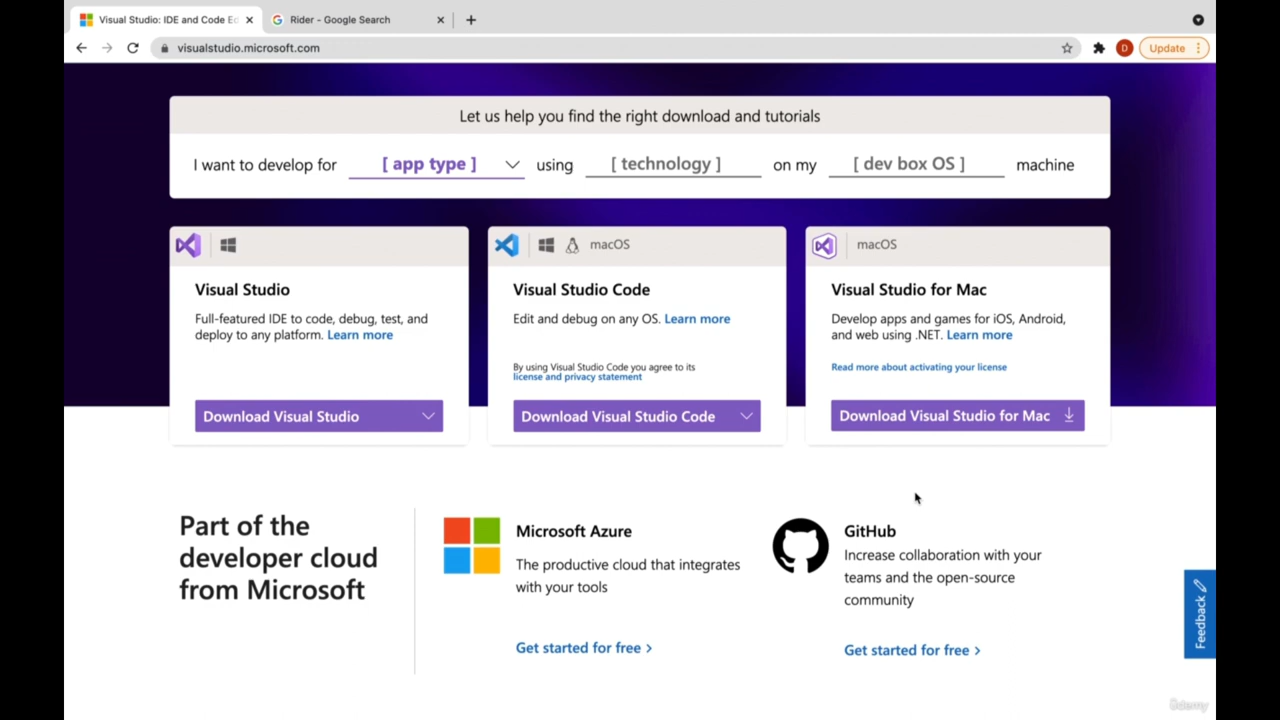 Visual Studio: IDE and Code Ed
Rider - Google Search
visualstudio.microsoft.com
D
Update
Let us help you find the right download and tutorials
I want to develop for [ app type ] using [ technology ] on my [ dev box OS ] machine
macOS
macOS
Visual Studio
Full-featured IDE to code, debug, test, and
deploy to any platform. Learn more
Download Visual Studio
Visual Studio Code
Edit and debug on any OS. Learn more
By using Visual Studio Code you agree to its
license and privacy statement
Download Visual Studio Code
Visual Studio for Mac
Develop apps and games for iOS, Android,
and web using .NET. Learn more
Read more about activating your license
Download Visual Studio for Mac
Part of the
developer cloud
from Microsoft
Microsoft Azure
The productive cloud that integrates
with your tools
Get started for free >
GitHub
Increase collaboration with your
teams and the open-source
community
Get started for free >
Feedback
ûdemy